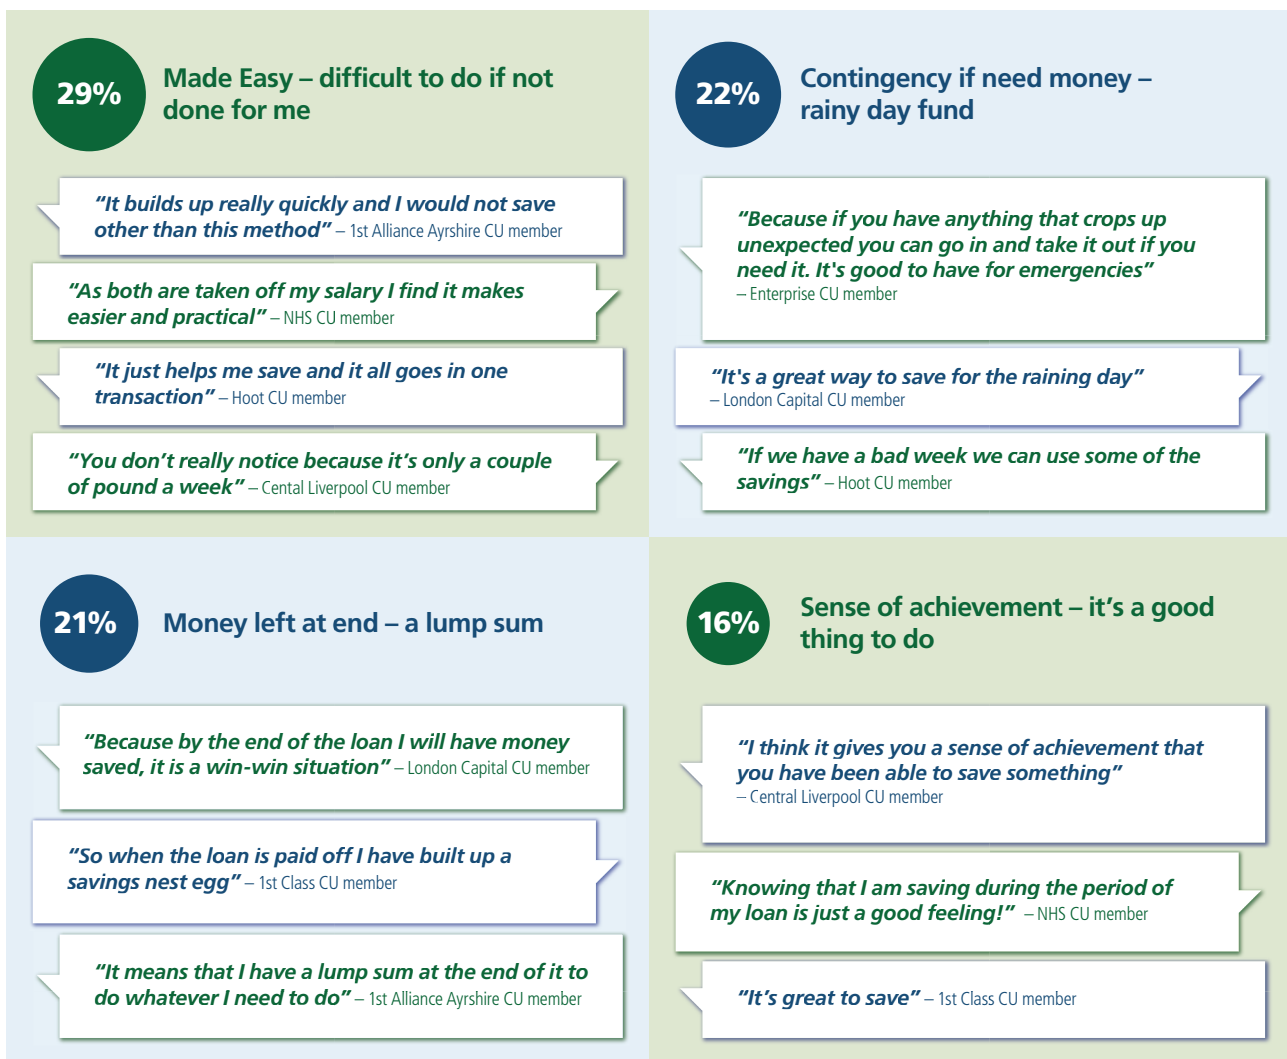 29%
Made Easy – difficult to do if not
done for me
“It builds up really quickly and I would not save
other than this method” – 1st Alliance Ayrshire CU member
“As both are taken off my salary I find it makes
easier and practical” – NHS CU member
“It just helps me save and it all goes in one
transaction” – Hoot CU member
“You don’t really notice because it’s only a couple
of pound a week” – Cental Liverpool CU member
22%
Contingency if need money –
rainy day fund
“Because if you have anything that crops up
unexpected you can go in and take it out if you
need it. It's good to have for emergencies”
– Enterprise CU member
“It's a great way to save for the raining day”
– London Capital CU member
“If we have a bad week we can use some of the
savings” – Hoot CU member
21%
Money left at end – a lump sum
“Because by the end of the loan I will have money
saved, it is a win-win situation” – London Capital CU member
“So when the loan is paid off I have built up a
savings nest egg” – 1st Class CU member
“It means that I have a lump sum at the end of it to
do whatever I need to do” – 1st Alliance Ayrshire CU member
16%
Sense of achievement – it’s a good
thing to do
“I think it gives you a sense of achievement that
you have been able to save something”
– Central Liverpool CU member
“Knowing that I am saving during the period of
my loan is just a good feeling!” – NHS CU member
“It’s great to save” – 1st Class CU member